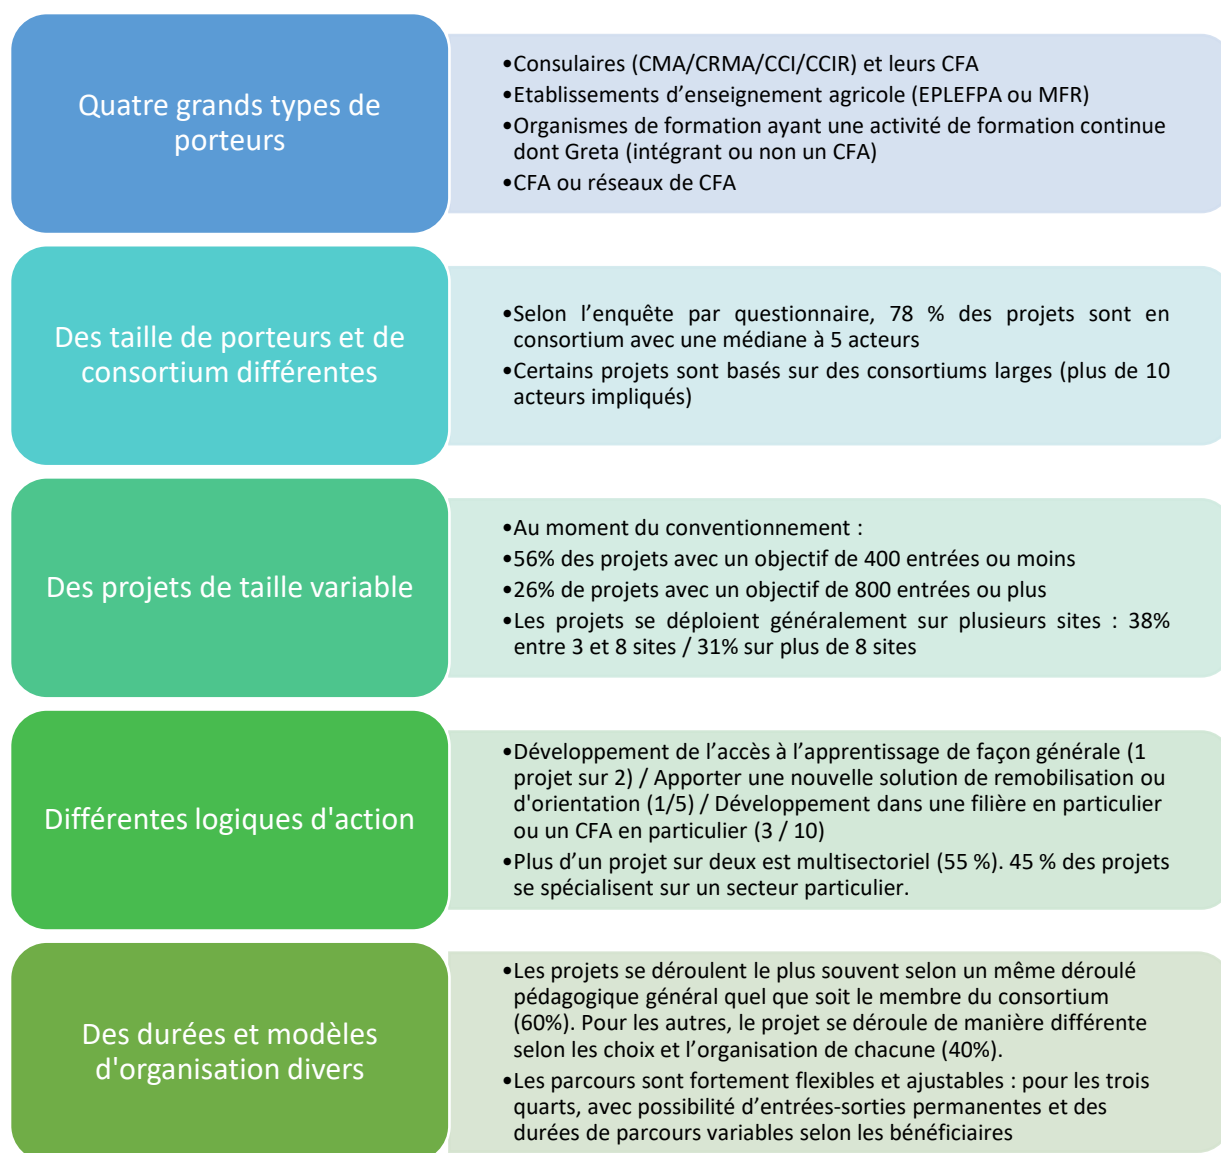 Quatre grands types de
porteurs
•Consulaires (CMA/CRMA/CCI/CCIR) et leurs CFA
•Etablissements d’enseignement agricole (EPLEFPA ou MFR)
•Organismes de formation ayant une activité de formation continue
dont Greta (intégrant ou non un CFA)
•CFA ou réseaux de CFA
Des taille de porteurs et de
consortium différentes
•Selon l’enquête par questionnaire, 78 % des projets sont en
consortium avec une médiane à 5 acteurs
•Certains projets sont basés sur des consortiums larges (plus de 10
acteurs impliqués)
Des projets de taille variable
•Au moment du conventionnement :
•56% des projets avec un objectif de 400 entrées ou moins
•26% de projets avec un objectif de 800 entrées ou plus
•Les projets se déploient généralement sur plusieurs sites : 38%
entre 3 et 8 sites / 31% sur plus de 8 sites
Différentes logiques d'action
•Développement de l’accès à l’apprentissage de façon générale (1
projet sur 2) / Apporter une nouvelle solution de remobilisation ou
d'orientation (1/5) / Développement dans une filière en particulier
ou un CFA en particulier (3 / 10)
•Plus d’un projet sur deux est multisectoriel (55 %). 45 % des projets
se spécialisent sur un secteur particulier.
Des durées et modèles
d'organisation divers
•Les projets se déroulent le plus souvent selon un même déroulé
pédagogique général quel que soit le membre du consortium
(60%). Pour les autres, le projet se déroule de manière différente
selon les choix et l’organisation de chacune (40%).
•Les parcours sont fortement flexibles et ajustables : pour les trois
quarts, avec possibilité d’entrées-sorties permanentes et des
durées de parcours variables selon les bénéficiaires